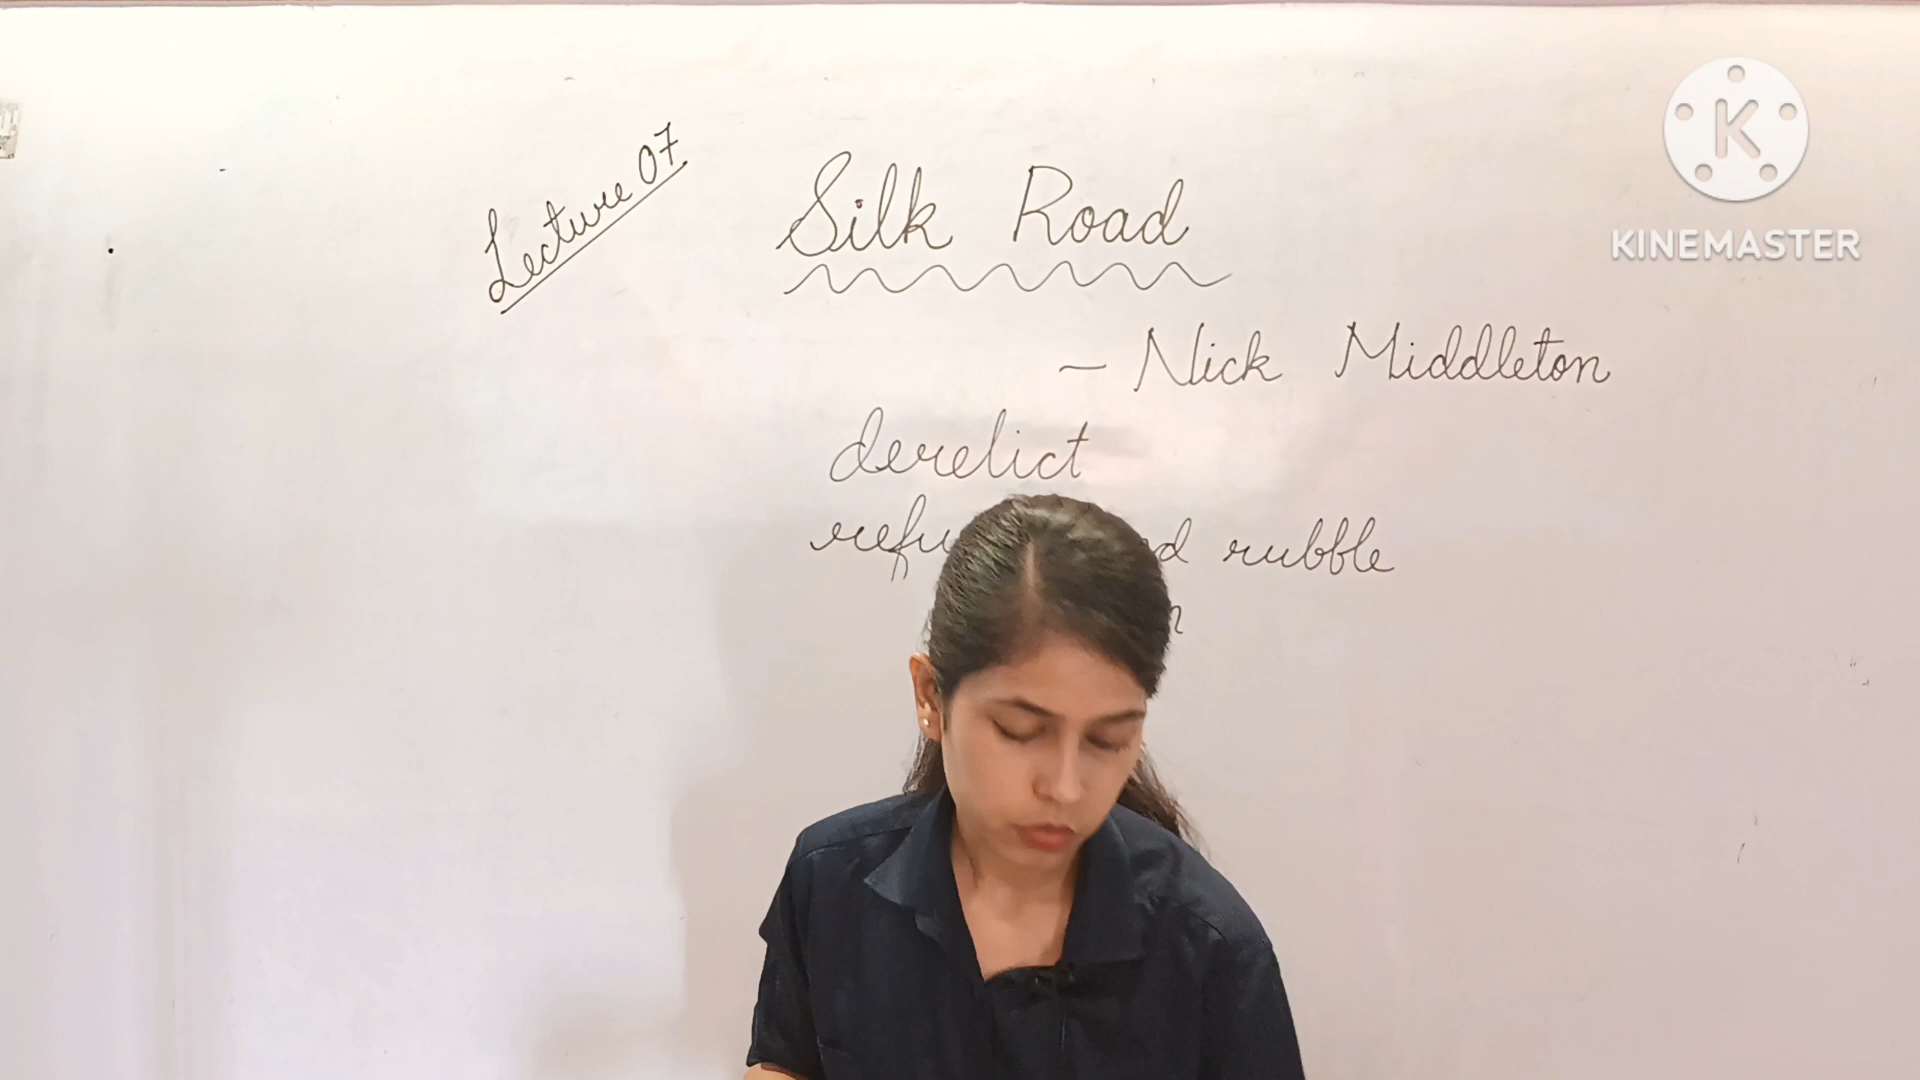 Lecture 07
Silk Road
- Nick Middleton
derelict
rubble
K
KINEMASTER